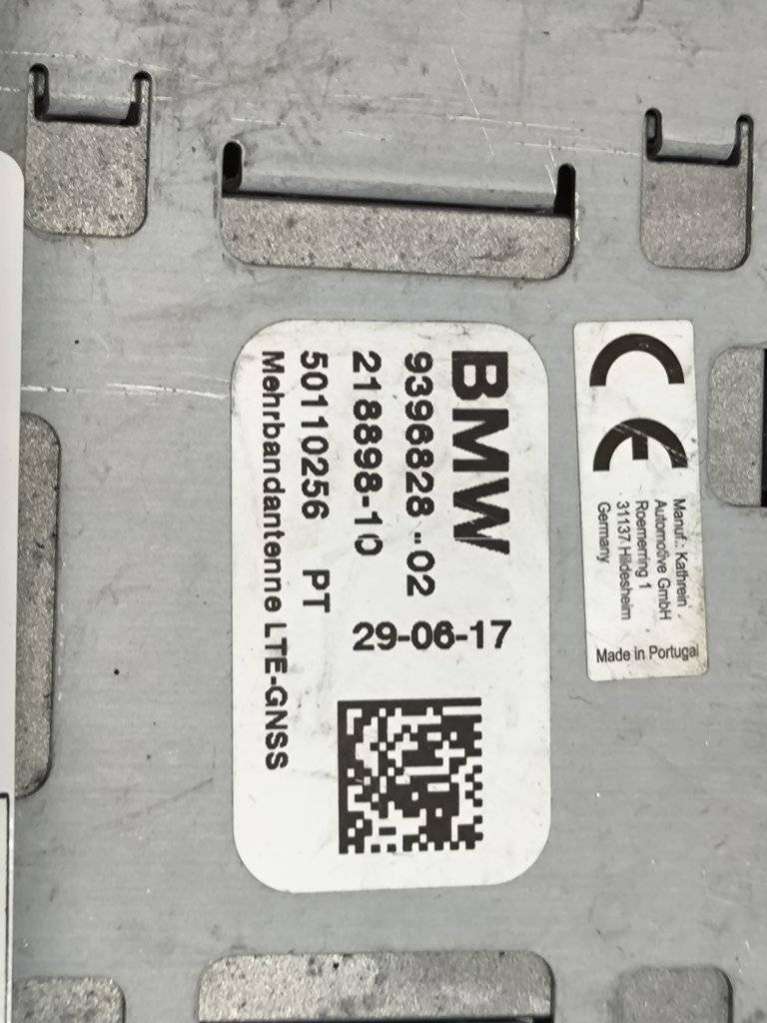 BMW
9396828-02
218898-10
29-06-17
50110256 PT
Mehrbandantenne LTE-GNSS
CE
Manuf.: Kathrein
Automotive GmbH
Roemerring 1
31137 Hildesheim
Germany
Made in Portugal